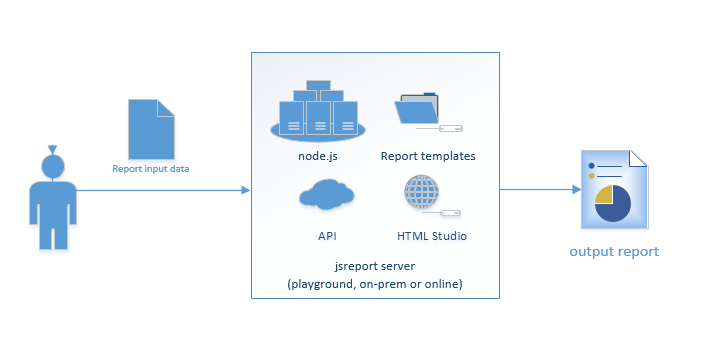 Report input data
node.js
Report templates
API
HTML Studio
jsreport server
(playground, on-prem or online)
output report